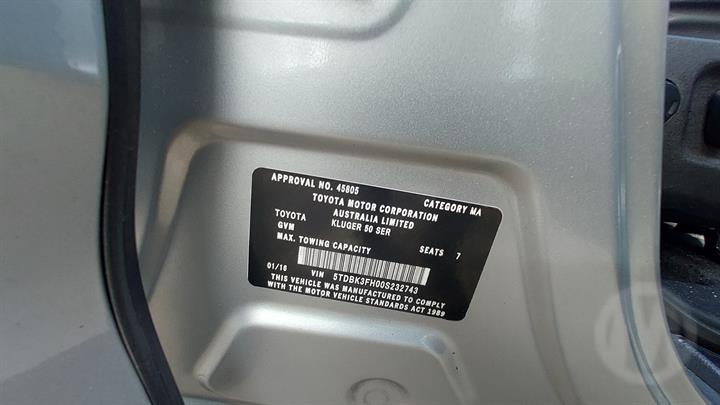 APPROVAL NO. 45805 CATEGORY MA
TOYOTA MOTOR CORPORATION
AUSTRALIA LIMITED
TOYOTA KLUGER 50 SER
GVM
MAX. TOWING CAPACITY SEATS 7
01/16 VIN 5TDBK3FH00S232743
THIS VEHICLE WAS MANUFACTURED TO COMPLY
WITH THE MOTOR VEHICLE STANDARDS ACT 1989
M